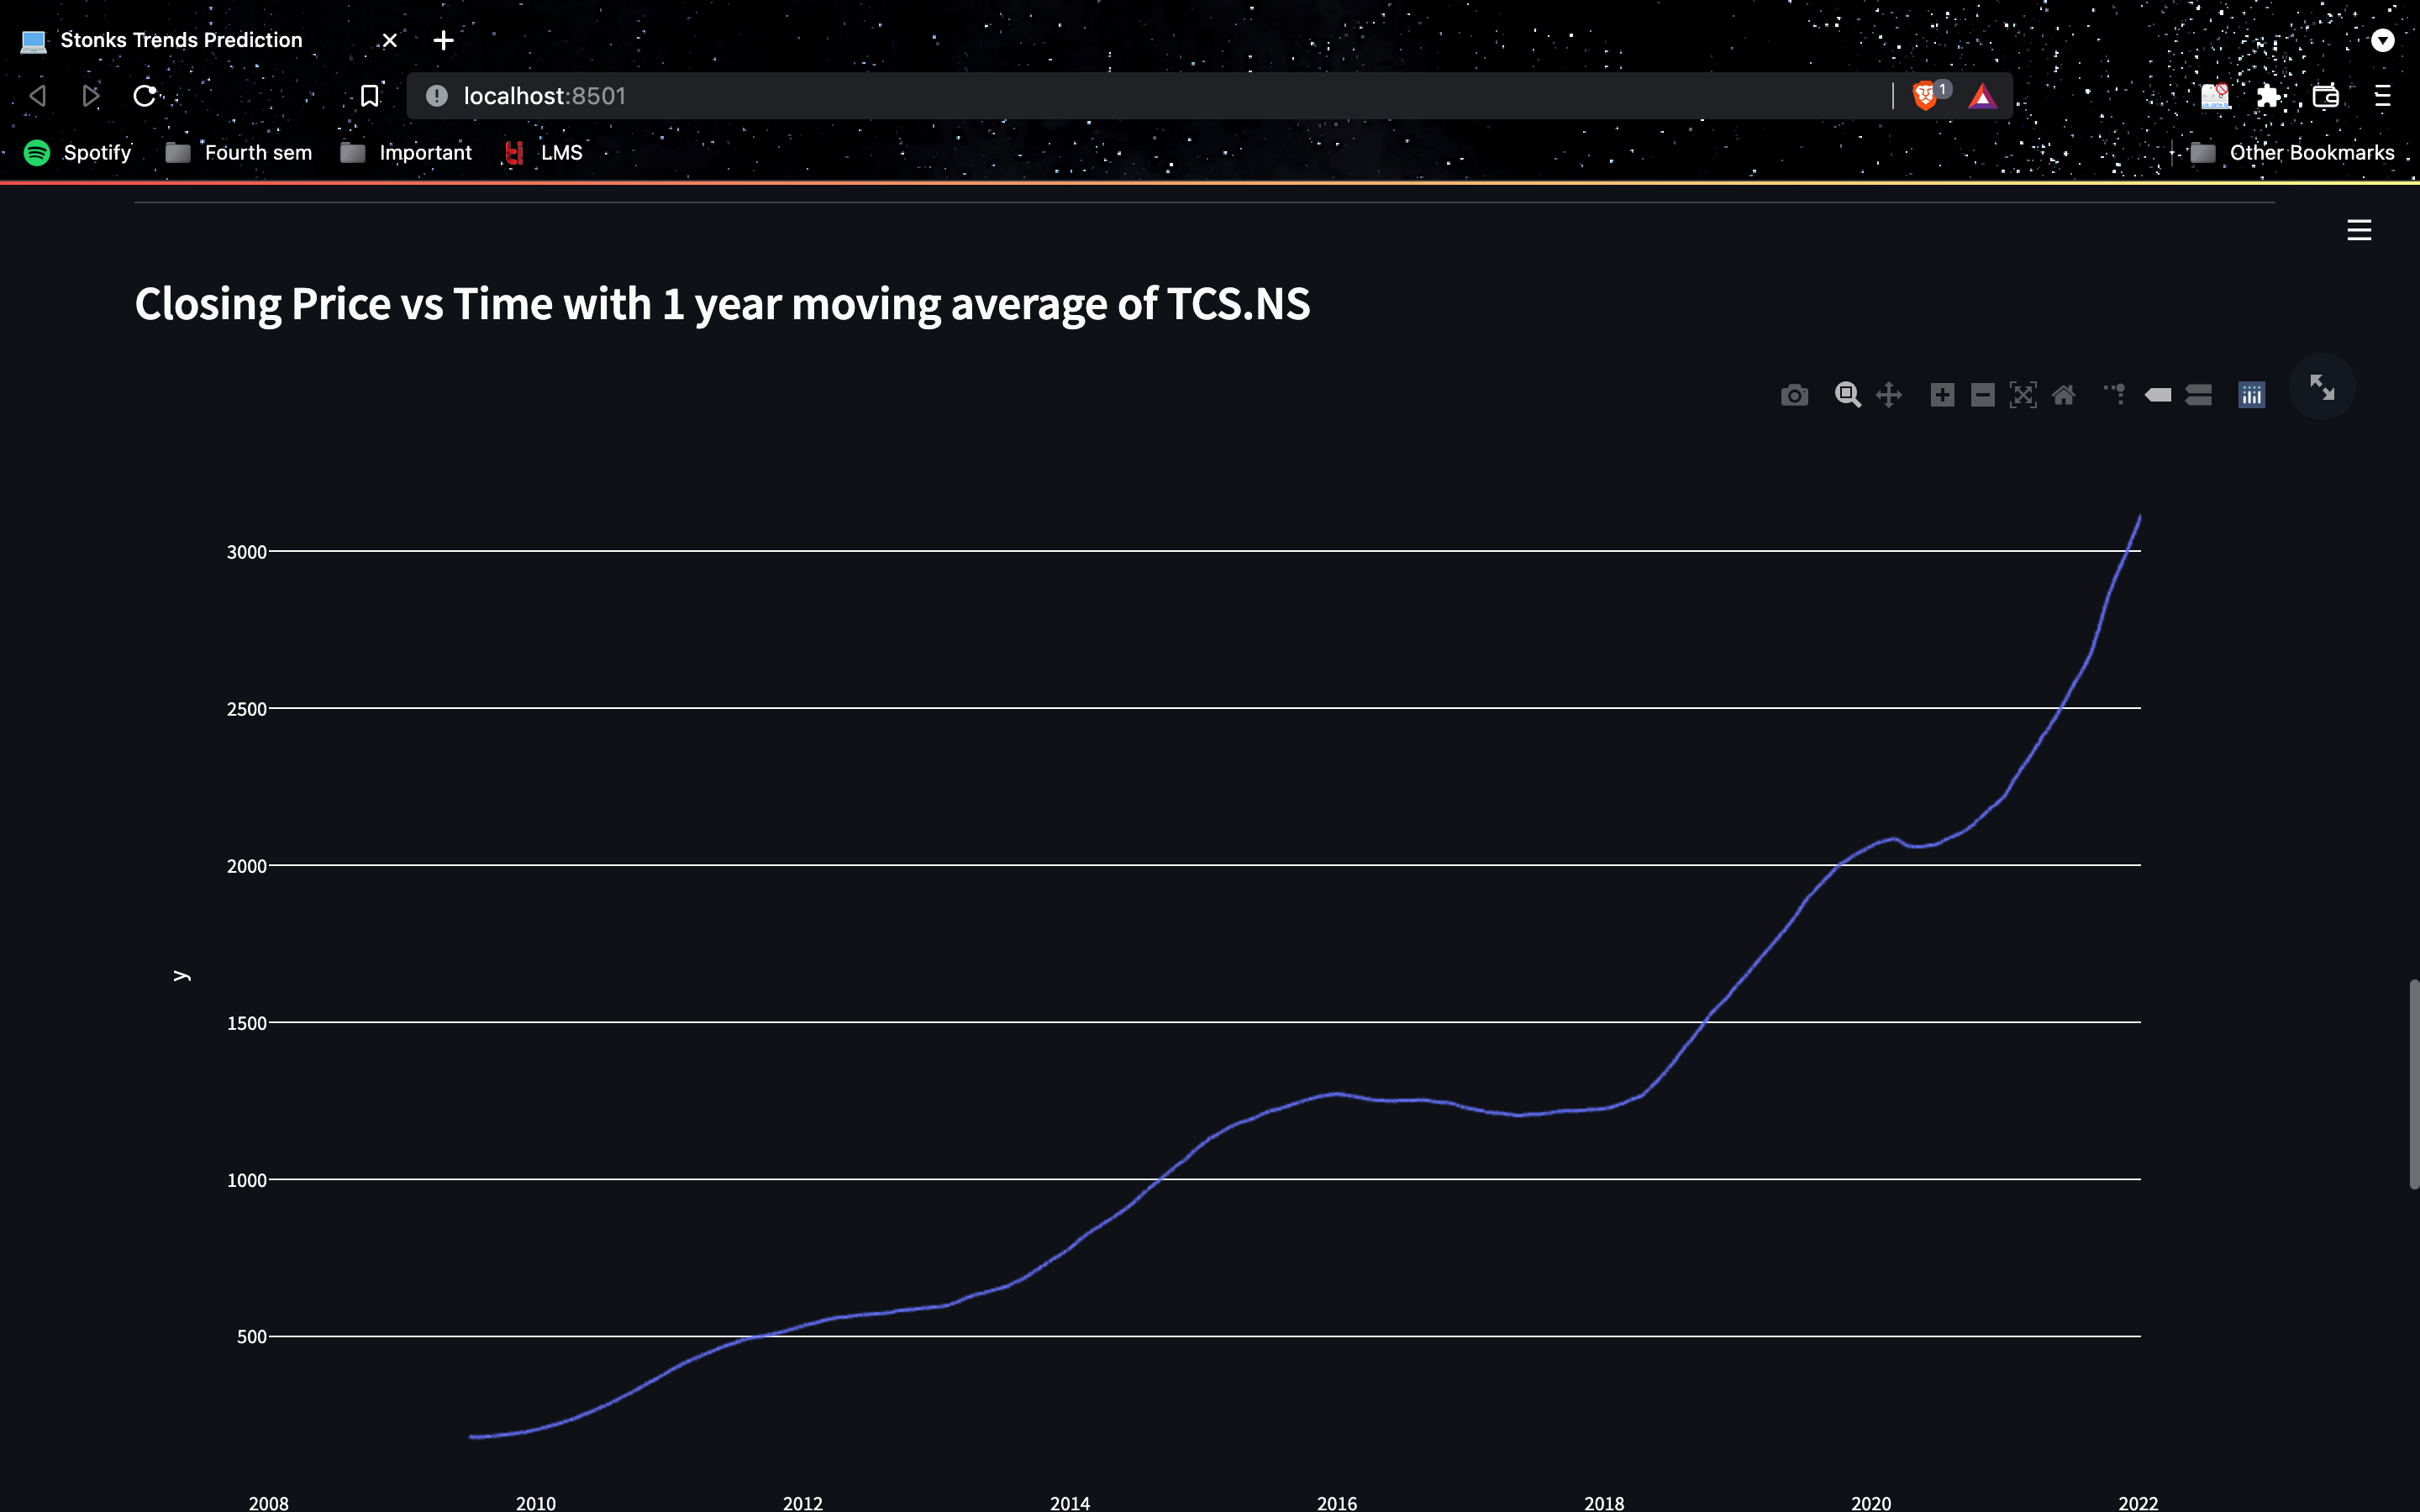 Stonks Trends Prediction
localhost:8501
1
Spotify
Fourth sem
Important
LMS
Other Bookmarks
Closing Price vs Time with 1 year moving average of TCS.NS
3000
2500
2000
y
1500
1000
500
2008 2010 2012 2014 2016 2018 2020 2022